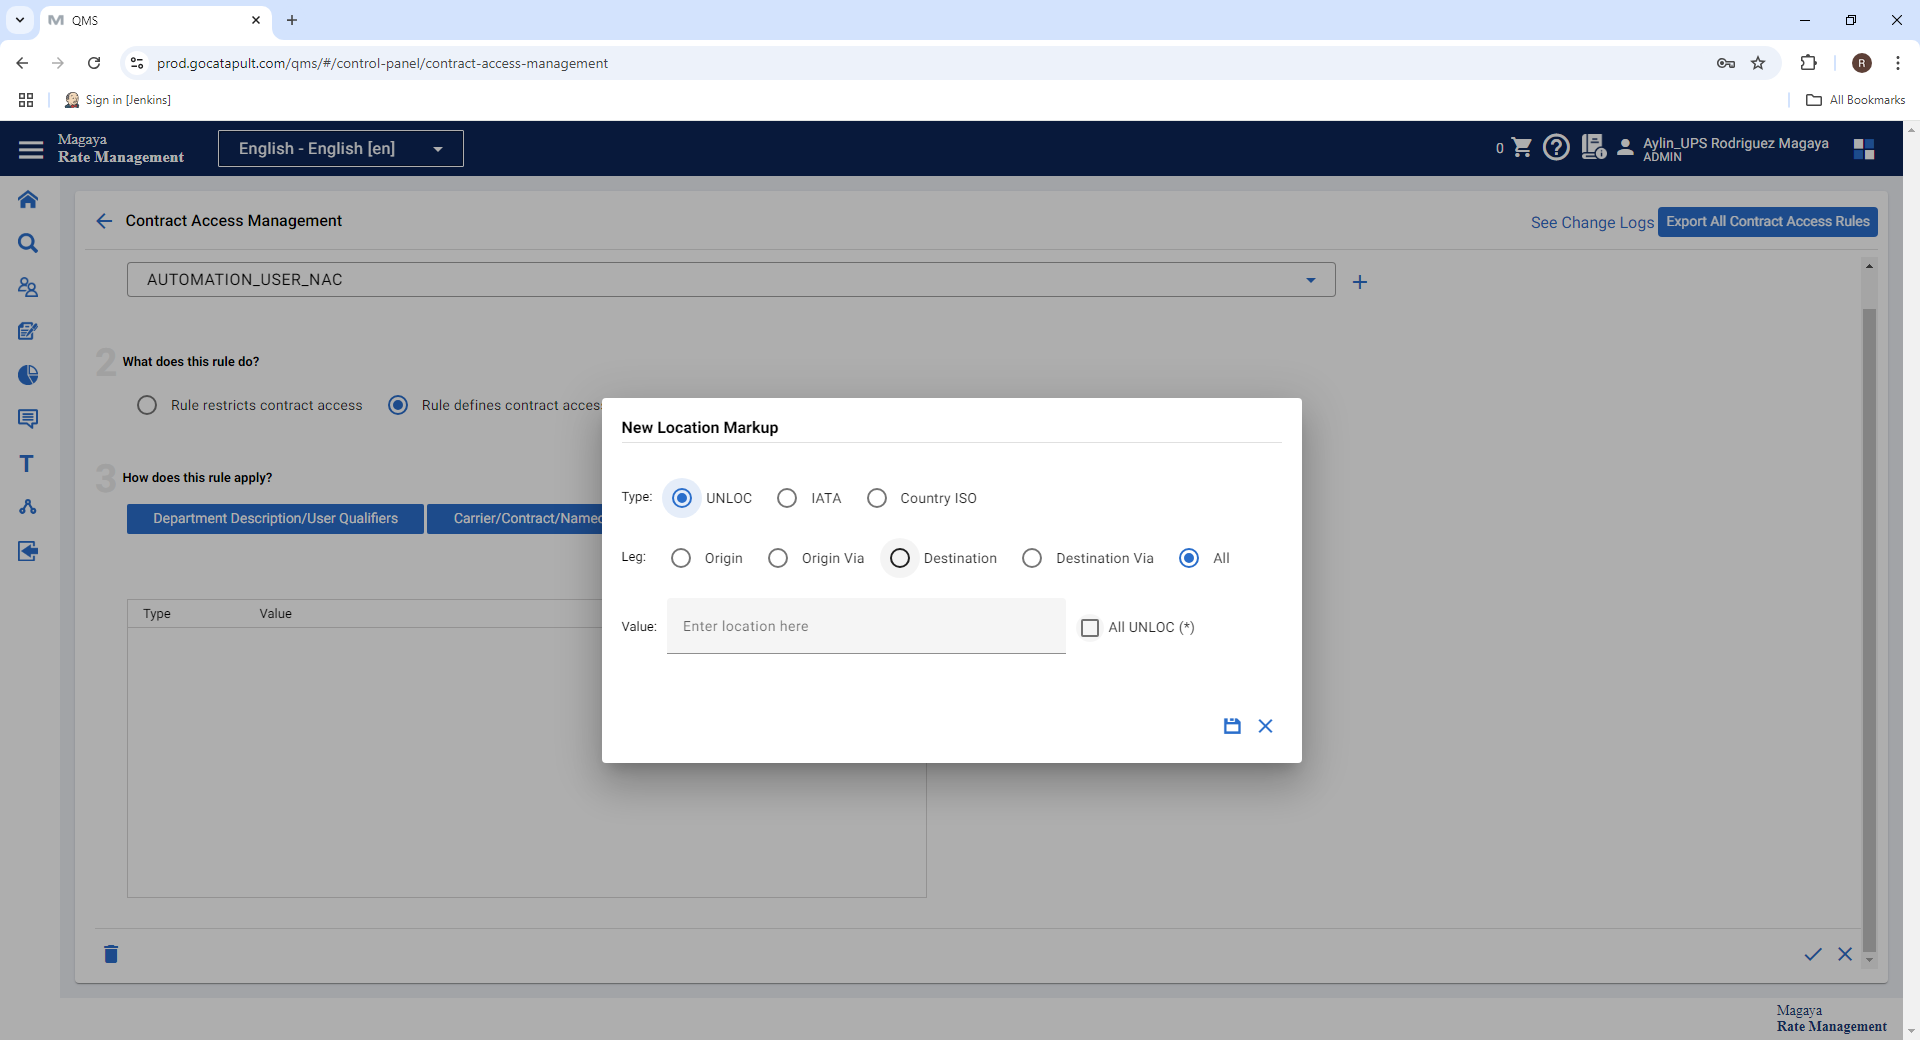 QMS
prod.gocatapult.com/qms/#/control-panel/contract-access-management
R
Sign in [Jenkins]
All Bookmarks
Magaya
Rate Management
English - English [en]
0
Aylin_UPS Rodriguez Magaya
ADMIN
Contract Access Management
See Change Logs
Export All Contract Access Rules
AUTOMATION_USER_NAC
2 What does this rule do?
Rule restricts contract access
Rule defines contract acces
3 How does this rule apply?
Department Description/User Qualifiers
Carrier/Contract/Named
Type Value
New Location Markup
Type: UNLOC IATA Country ISO
Leg: Origin Origin Via Destination Destination Via All
Value: Enter location here All UNLOC (*)
Magaya
Rate Management